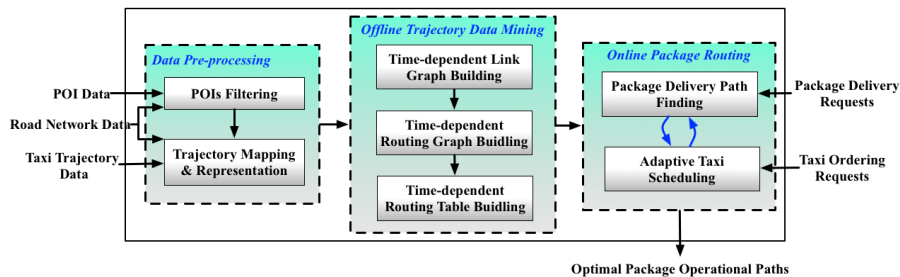 Offline Trajectory Data Mining
Data Pre-processing
Online Package Routing
Time-dependent Link
Graph Building
POIs Filtering
Package Delivery Path
Finding
POI Data
Package Delivery
Requests
Road Network Data
Time-dependent
Routing Graph Buidling
Trajectory Mapping
& Representation
Adaptive Taxi
Scheduling
Taxi Trajectory
Data
Taxi Ordering
Requests
Time-dependent
Routing Table Buidling
Optimal Package Operational Paths